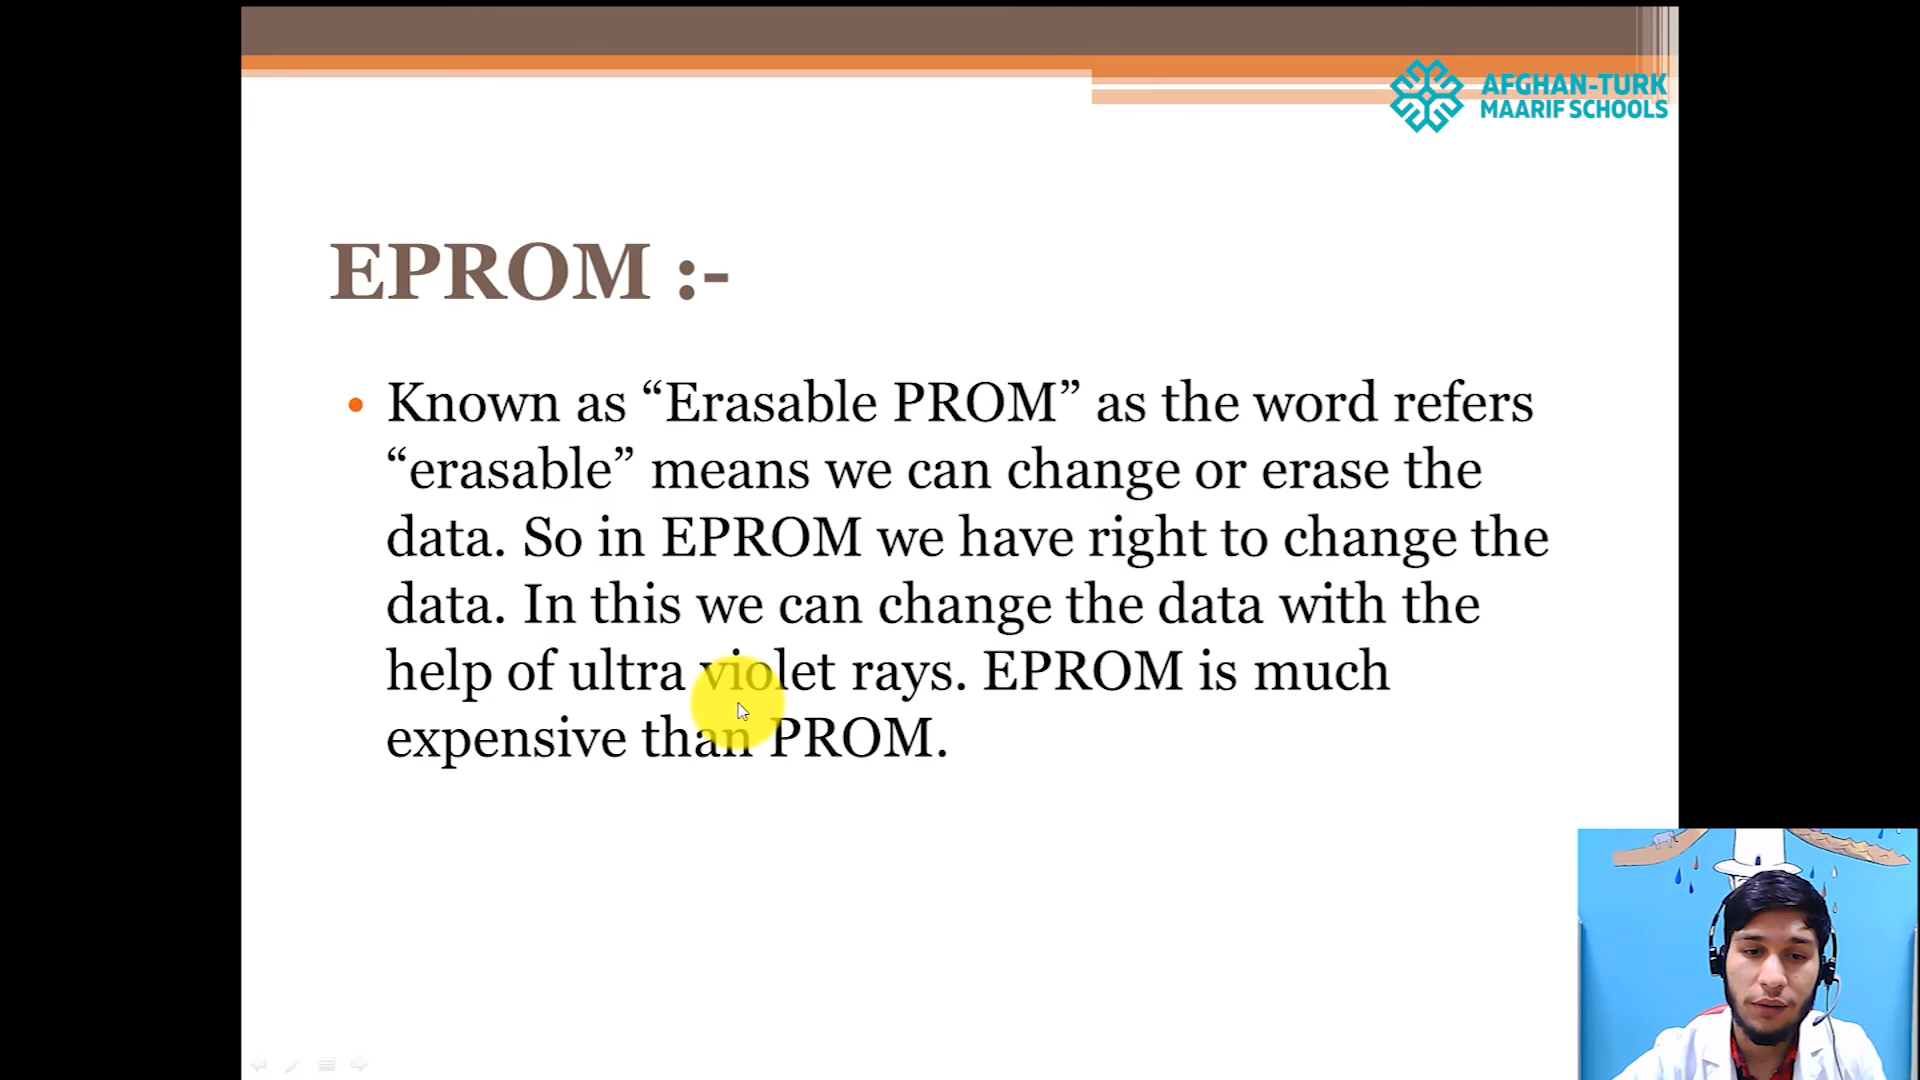 AFGHAN-TURK
MAARIF SCHOOLS
EPROM :-
• Known as “Erasable PROM” as the word refers
“erasable” means we can change or erase the
data. So in EPROM we have right to change the
data. In this we can change the data with the
help of ultra violet rays. EPROM is much
expensive than PROM.